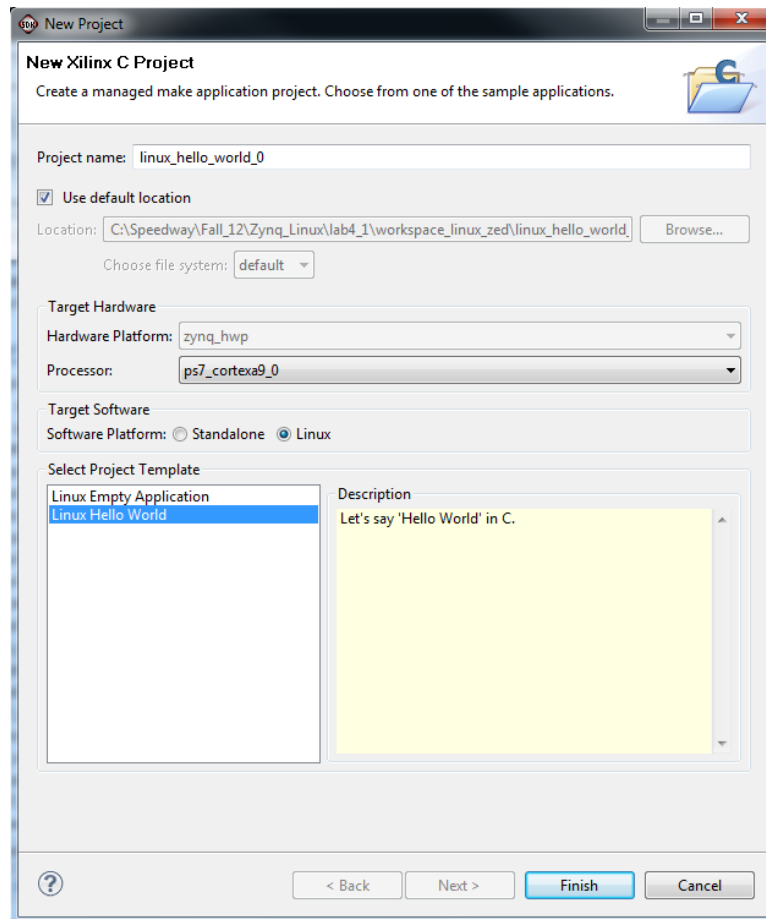 SDK New Project
New Xilinx C Project
Create a managed make application project. Choose from one of the sample applications.
C
Project name: linux_hello_world_0
Use default location
Location: C:\Speedway\Fall_12\Zynq_Linux\lab4_1\workspace_linux_zed\linux_hello_world_ Browse...
Choose file system: default
Target Hardware
Hardware Platform: zynq_hwp
Processor: ps7_cortexa9_0
Target Software
Software Platform: Standalone Linux
Select Project Template
Linux Empty Application
Linux Hello World
Description
Let's say 'Hello World' in C.
? < Back Next > Finish Cancel